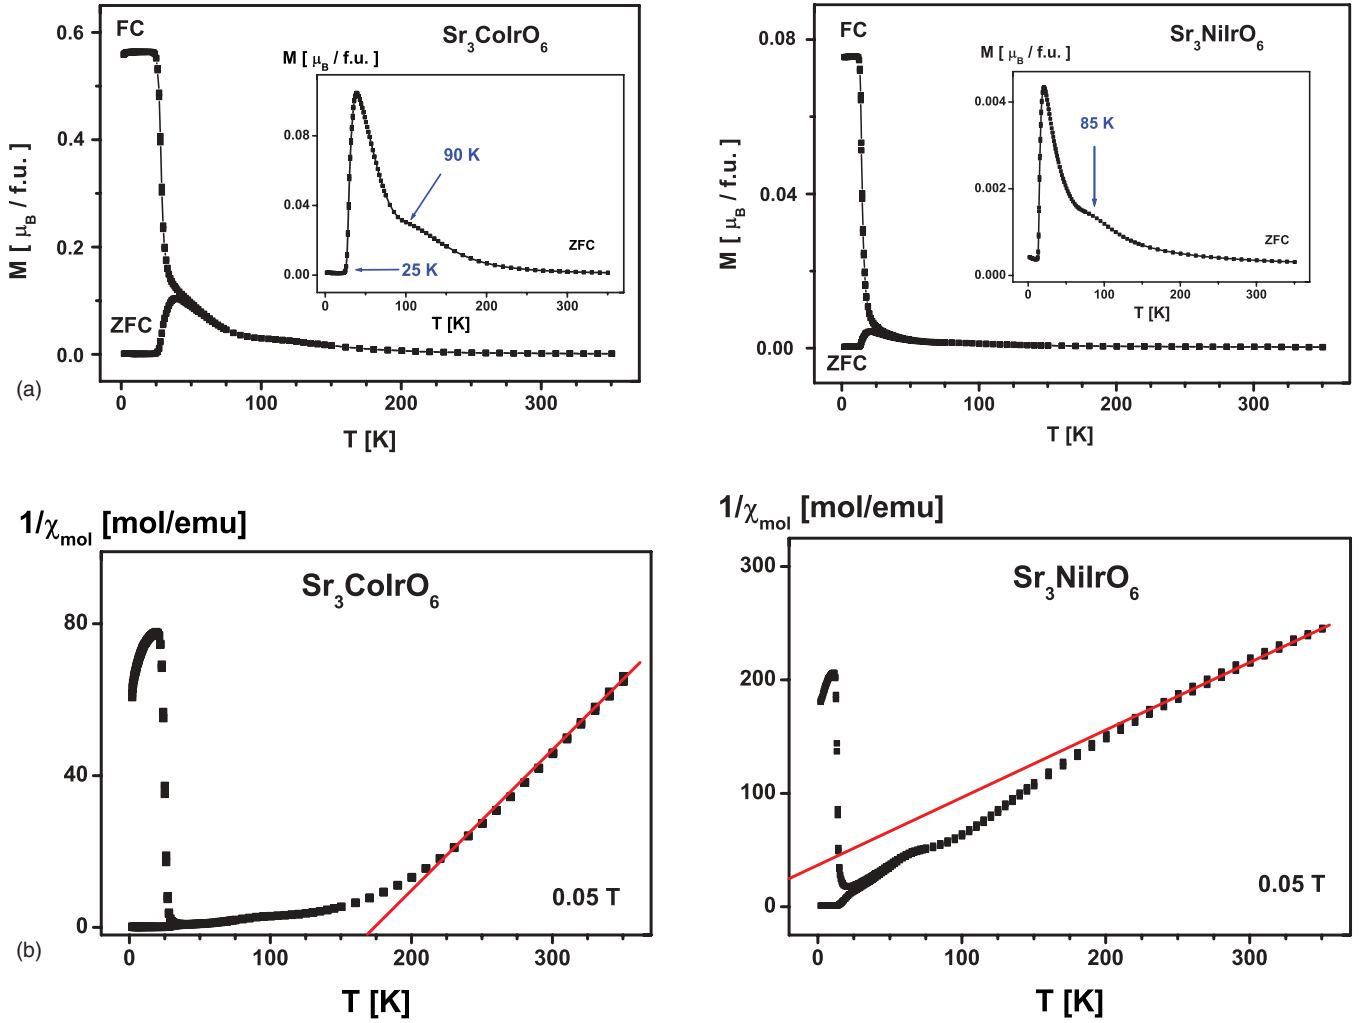 FC
Sr₃CoIrO₆
M [ μB / f.u. ]
0.6
0.4
0.2
0.0
ZFC
M [ μB / f.u. ]
0.08
0.04
0.00
90 K
25 K
ZFC
0 100 200 300
T [K]
0 100 200 300
T [K]
(a)
FC
Sr₃NiIrO₆
M [ μB / f.u. ]
0.08
0.04
0.00
ZFC
M [ μB / f.u. ]
0.004
0.002
0.000
85 K
ZFC
0 100 200 300
T [K]
0 100 200 300
T [K]
1/χmol [mol/emu]
Sr₃CoIrO₆
80
40
0
0.05 T
0 100 200 300
T [K]
(b)
1/χmol [mol/emu]
Sr₃NiIrO₆
300
200
100
0
0.05 T
0 100 200 300
T [K]